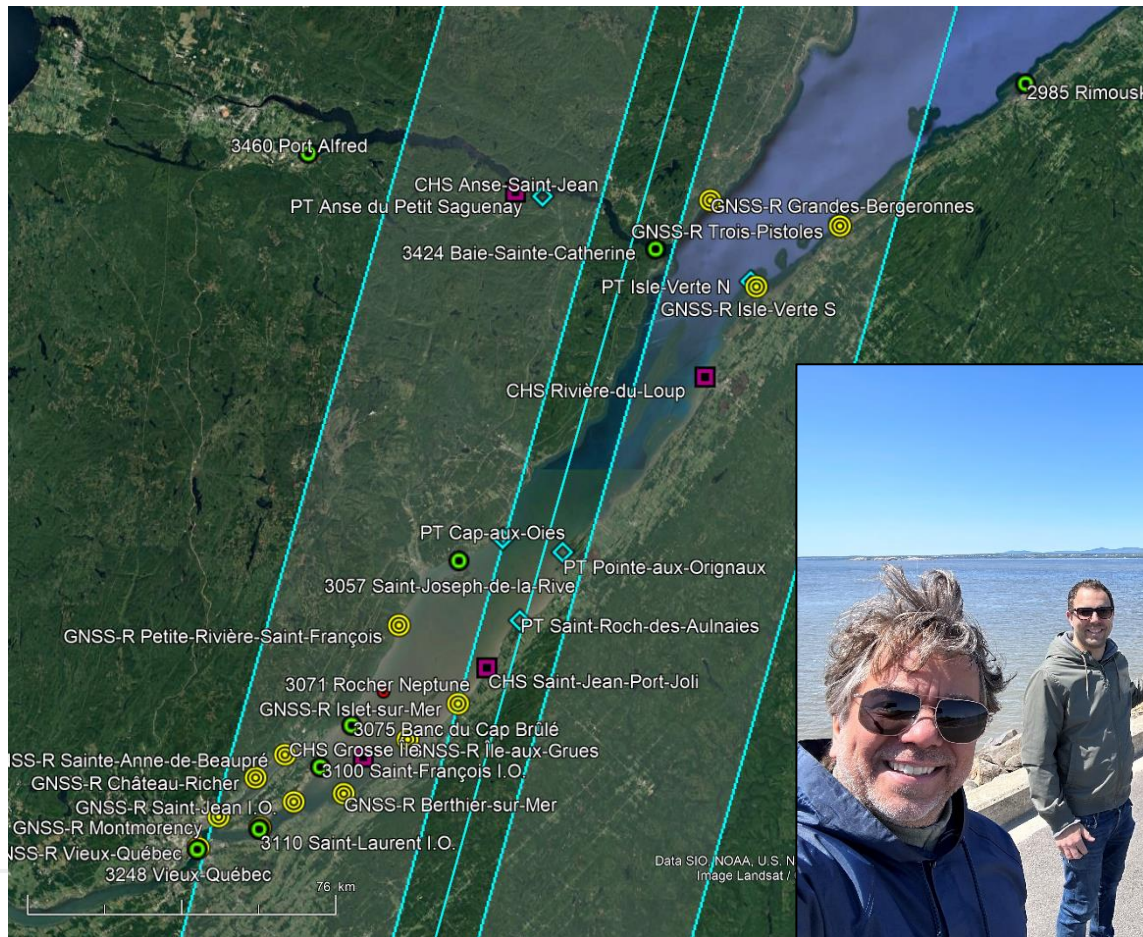 2985 Rimousk
3460 Port Alfred
CHS Anse-Saint-Jean
PT Anse du Petit Saguenay
GNSS-R Grandes-Bergeronnes
GNSS-R Trois-Pistoles
3424 Baie-Sainte-Catherine
PT Isle-Verte N
GNSS-R Isle-Verte S
CHS Rivière-du-Loup
PT Cap-aux-Oies
PT Pointe-aux-Orignaux
3057 Saint-Joseph-de-la-Rive
PT Saint-Roch-des-Aulnaies
GNSS-R Petite-Rivière-Saint-François
3071 Rocher Neptune
CHS Saint-Jean-Port-Joli
GNSS-R Islet-sur-Mer
3075 Banc du Cap Brûlé
CHS Grosse Île
GNSS-R Île-aux-Grues
NSS-R Sainte-Anne-de-Beaupré
3100 Saint-François I.O.
GNSS-R Château-Richer
GNSS-R Saint-Jean I.O.
GNSS-R Berthier-sur-Mer
GNSS-R Montmorency
3110 Saint-Laurent I.O.
NSS-R Vieux-Québec
3248 Vieux-Québec
Data SIO, NOAA, U.S. N
Image Landsat /
76 km